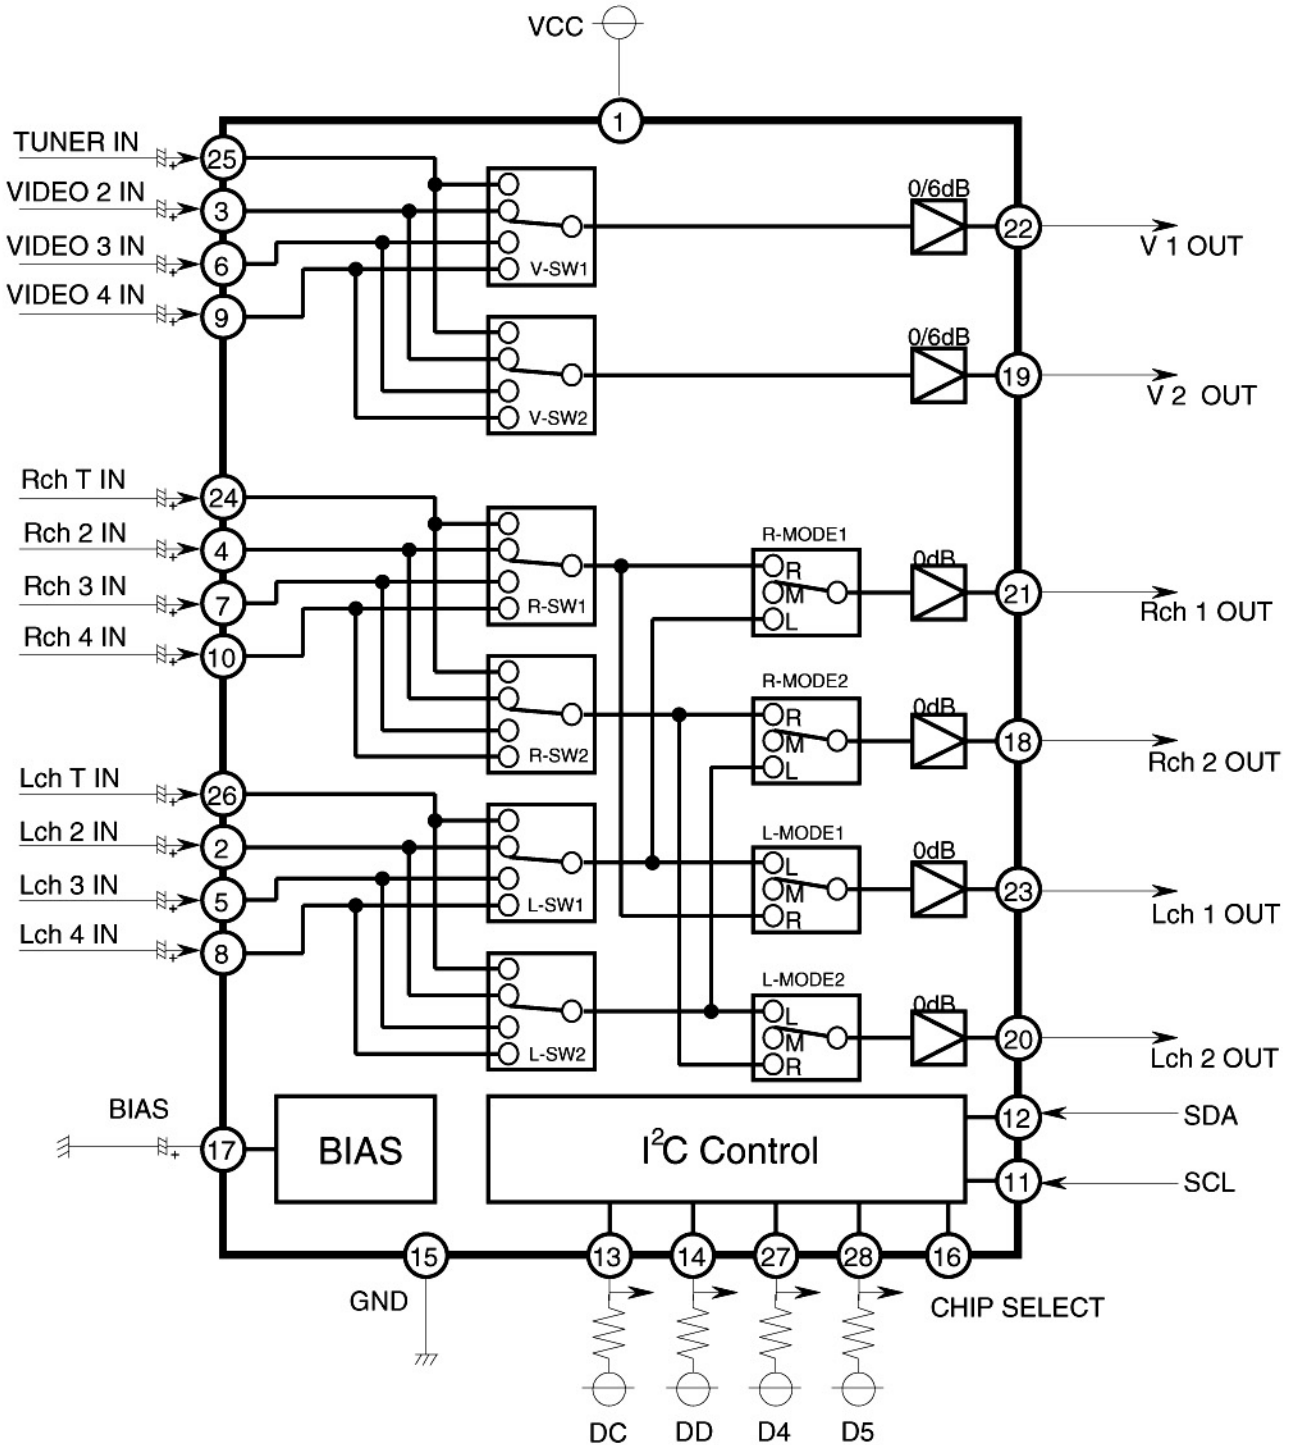 VCC
1
TUNER IN
25
VIDEO 2 IN
3
VIDEO 3 IN
6
VIDEO 4 IN
9
V-SW1
0/6dB
22
V 1 OUT
V-SW2
0/6dB
19
V 2 OUT
Rch T IN
24
Rch 2 IN
4
Rch 3 IN
7
Rch 4 IN
10
R-SW1
R-MODE1
R
M
L
0dB
21
Rch 1 OUT
R-SW2
R-MODE2
R
M
L
0dB
18
Rch 2 OUT
Lch T IN
26
Lch 2 IN
2
Lch 3 IN
5
Lch 4 IN
8
L-SW1
L-MODE1
L
M
R
0dB
23
Lch 1 OUT
L-SW2
L-MODE2
L
M
R
0dB
20
Lch 2 OUT
BIAS
17
BIAS
I²C Control
12
SDA
11
SCL
15
GND
13
14
27
28
16
CHIP SELECT
DC
DD
D4
D5